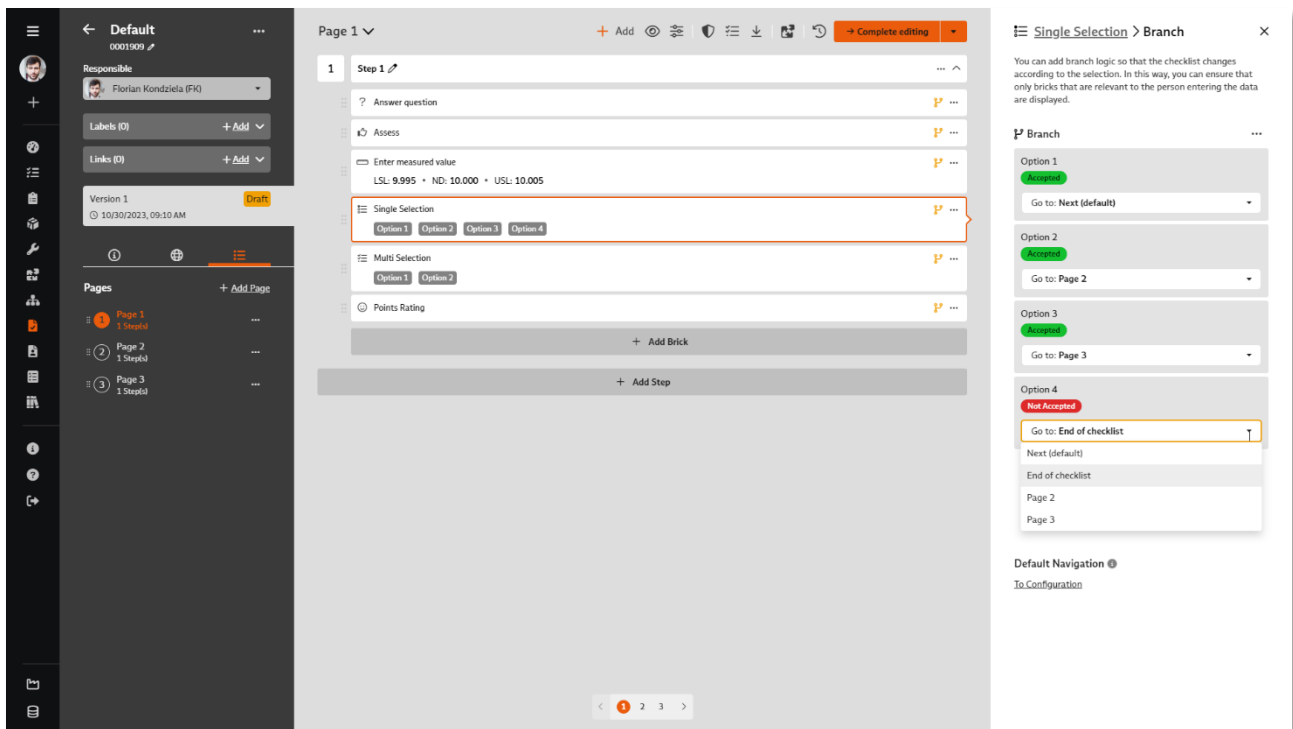 Default
0001909
Responsible
Florian Kondziela (FK)
Labels (0)
+ Add
Links (0)
+ Add
Version 1
Draft
10/30/2023, 09:10 AM
Pages
+ Add Page
1
Page 1
1 Step(s)
2
Page 2
1 Step(s)
3
Page 3
1 Step(s)
Page 1
+ Add
→ Complete editing
1
Step 1
? Answer question
Assess
Enter measured value
LSL: 9.995 • ND: 10.000 • USL: 10.005
Single Selection
Option 1 Option 2 Option 3 Option 4
Multi Selection
Option 1 Option 2
Points Rating
+ Add Brick
+ Add Step
< 1 2 3 >
Single Selection > Branch
You can add branch logic so that the checklist changes
according to the selection. In this way, you can ensure that
only bricks that are relevant to the person entering the data
are displayed.
Branch
Option 1
Accepted
Go to: Next (default)
Option 2
Accepted
Go to: Page 2
Option 3
Accepted
Go to: Page 3
Option 4
Not Accepted
Go to: End of checklist
Next (default)
End of checklist
Page 2
Page 3
Default Navigation
To Configuration